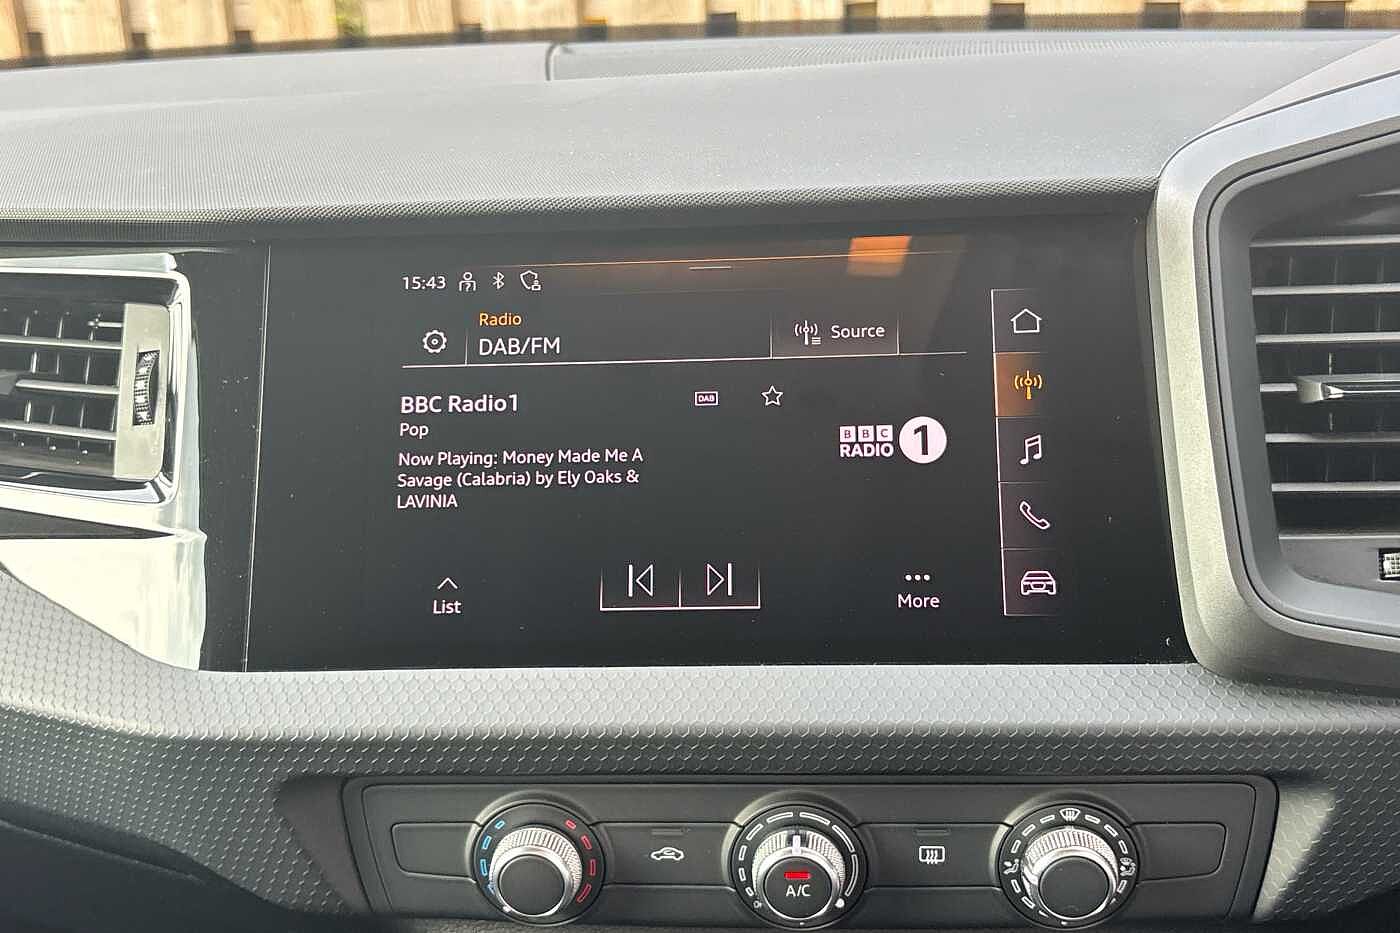 15:43
Radio
DAB/FM
Source
BBC Radio1
DAB
Pop
BBC
RADIO 1
Now Playing: Money Made Me A
Savage (Calabria) by Ely Oaks &
LAVINIA
List
More
A/C